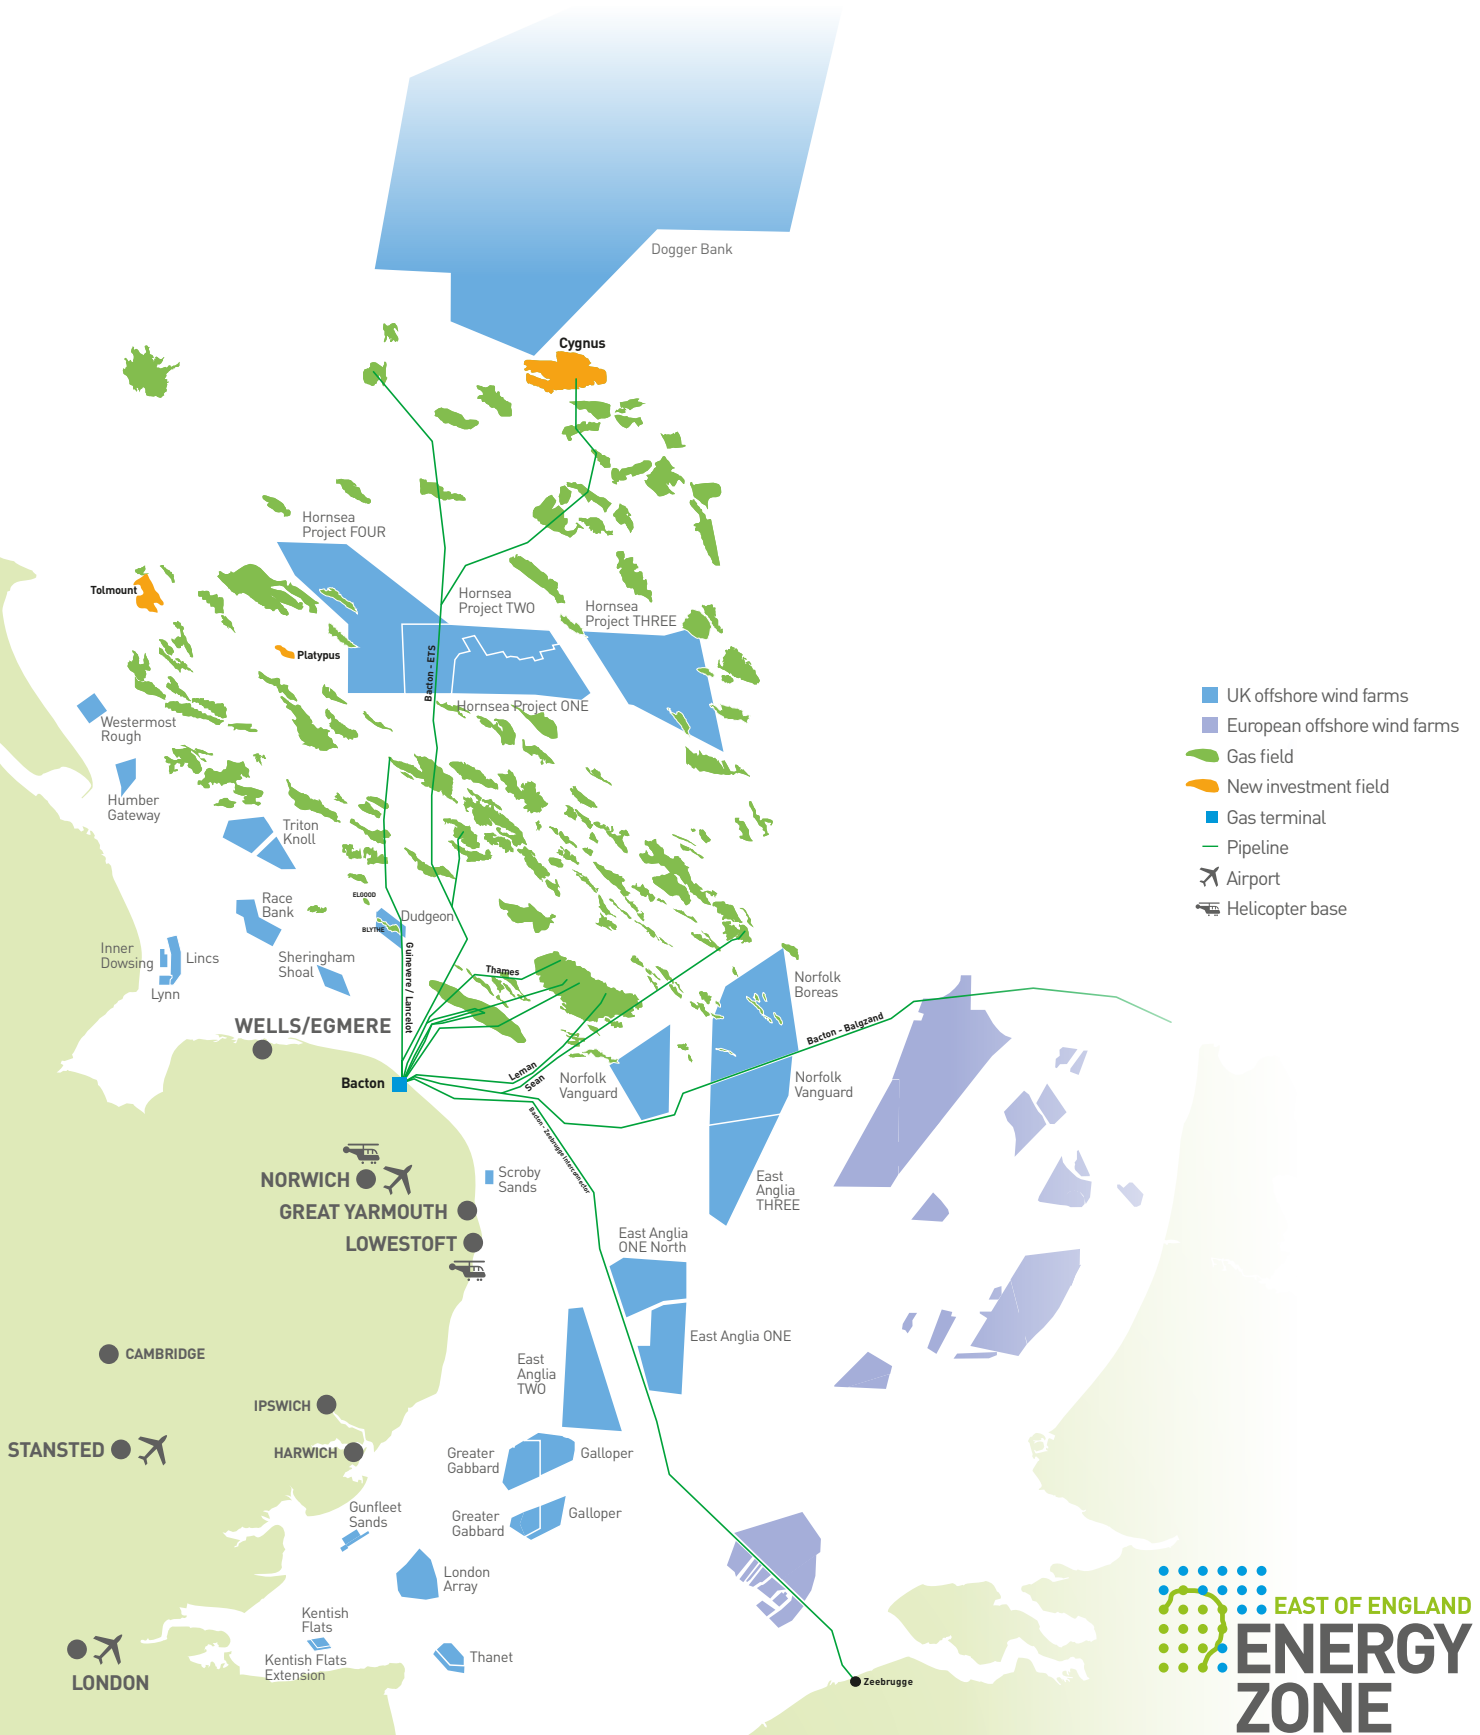 Dogger Bank
Cygnus
Hornsea
Project FOUR
Tolmount
Hornsea
Project TWO
Hornsea
Project THREE
Platypus
Bacton - ETS
Hornsea Project ONE
Westermost
Rough
Humber
Gateway
Triton
Knoll
UK offshore wind farms
European offshore wind farms
Gas field
New investment field
Gas terminal
Pipeline
Airport
Helicopter base
ELGOOD
Race
Bank
Dudgeon
BLYTHE
Inner
Dowsing
Lincs
Lynn
Sheringham
Shoal
Guinevere / Lancelot
Thames
Norfolk
Boreas
WELLS/EGMERE
Bacton - Balgzand
Bacton
Leman
Sean
Norfolk
Vanguard
Norfolk
Vanguard
Bacton - Zeebrugge Interconnector
NORWICH
Scroby
Sands
East
Anglia
THREE
GREAT YARMOUTH
LOWESTOFT
East Anglia
ONE North
East Anglia ONE
CAMBRIDGE
East
Anglia
TWO
IPSWICH
STANSTED
HARWICH
Greater
Gabbard
Galloper
Gunfleet
Sands
Greater
Gabbard
Galloper
London
Array
Kentish
Flats
Kentish Flats
Extension
Thanet
LONDON
Zeebrugge
EAST OF ENGLAND
ENERGY
ZONE